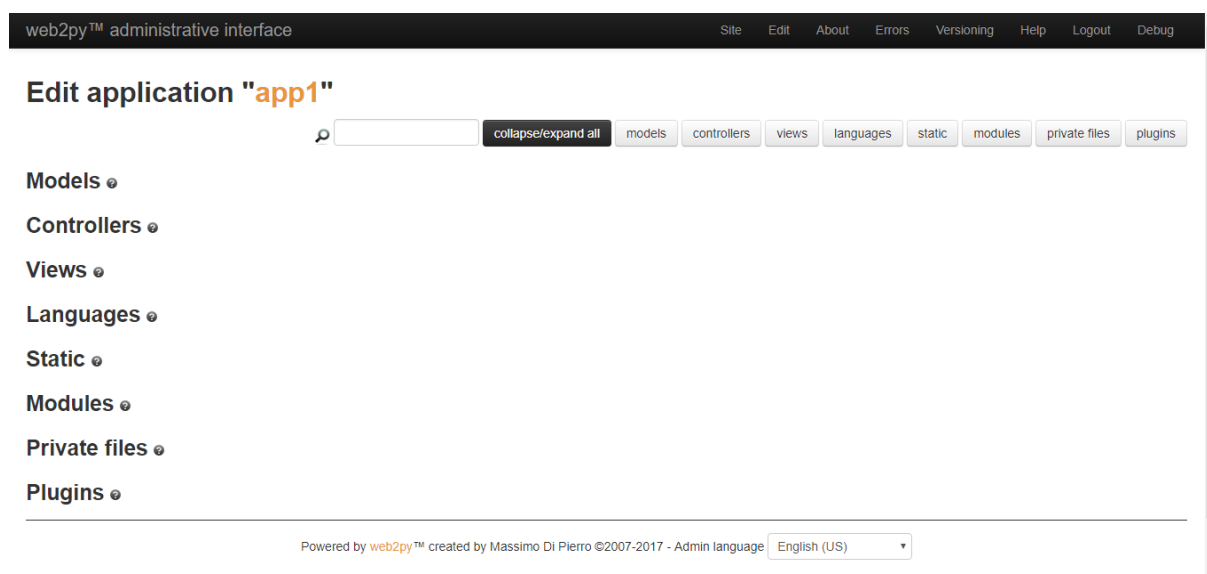 web2py™ administrative interface Site Edit About Errors Versioning Help Logout Debug
Edit application "app1"
collapse/expand all models controllers views languages static modules private files plugins
Models
Controllers
Views
Languages
Static
Modules
Private files
Plugins
Powered by web2py™ created by Massimo Di Pierro ©2007-2017 - Admin language English (US)